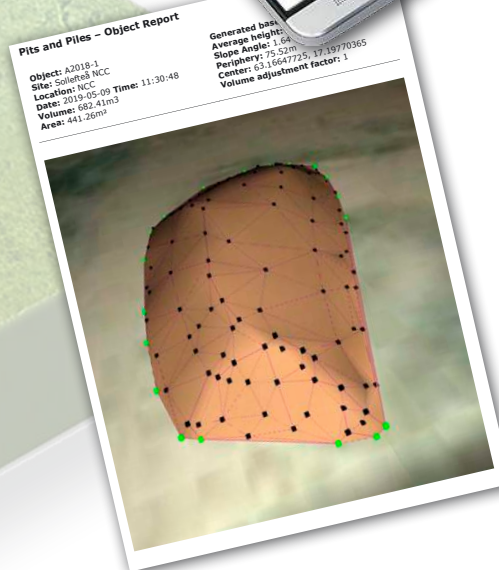 Pits and Piles – Object Report
Object: A2018-1
Site: Sollefteå NCC
Location: NCC
Date: 2019-05-09 Time: 11:30:48
Volume: 682.41m3
Area: 441.26m²
Generated base
Average height:
Slope Angle: 1.64
Periphery: 75.52m
Center: 63.16647725, 17.19770365
Volume adjustment factor: 1